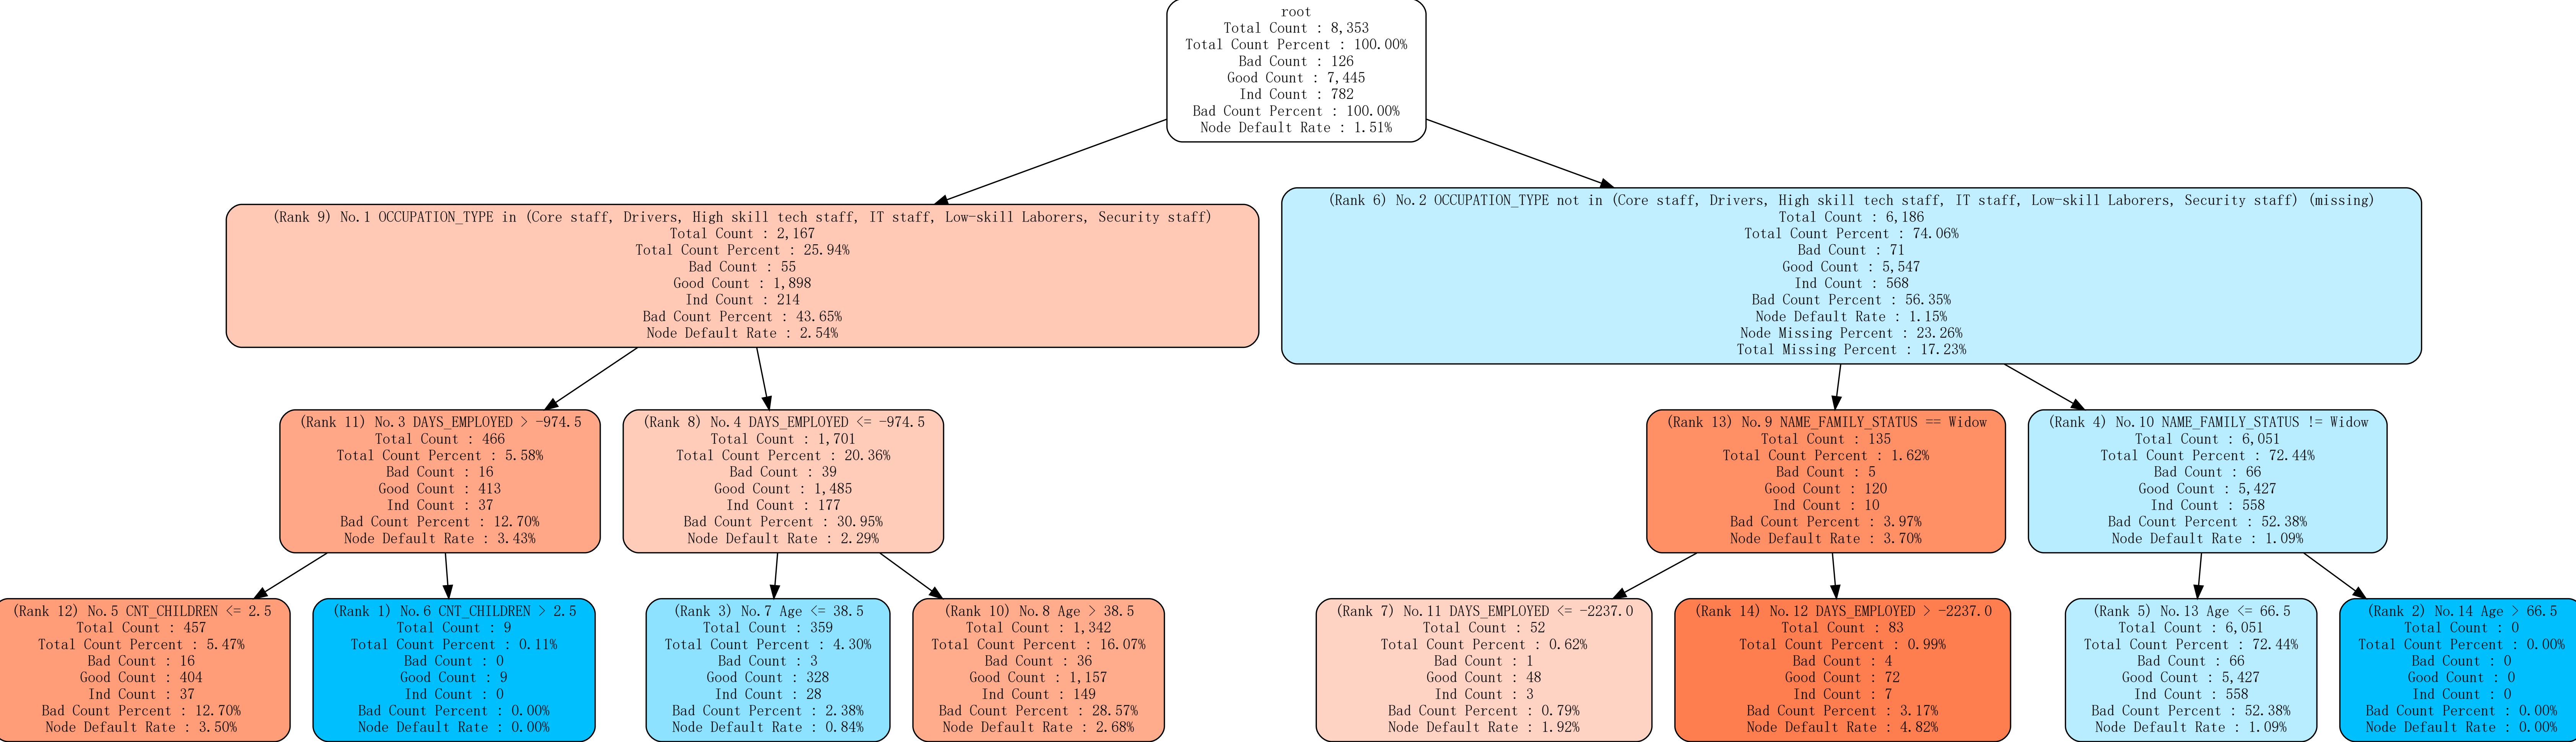 root
Total Count : 8,353
Total Count Percent : 100.00%
Bad Count : 126
Good Count : 7,445
Ind Count : 782
Bad Count Percent : 100.00%
Node Default Rate : 1.51%
(Rank 9) No.1 OCCUPATION_TYPE in (Core staff, Drivers, High skill tech staff, IT staff, Low-skill Laborers, Security staff)
Total Count : 2,167
Total Count Percent : 25.94%
Bad Count : 55
Good Count : 1,898
Ind Count : 214
Bad Count Percent : 43.65%
Node Default Rate : 2.54%
(Rank 6) No.2 OCCUPATION_TYPE not in (Core staff, Drivers, High skill tech staff, IT staff, Low-skill Laborers, Security staff) (missing)
Total Count : 6,186
Total Count Percent : 74.06%
Bad Count : 71
Good Count : 5,547
Ind Count : 568
Bad Count Percent : 56.35%
Node Default Rate : 1.15%
Node Missing Percent : 23.26%
Total Missing Percent : 17.23%
(Rank 11) No.3 DAYS_EMPLOYED > -974.5
Total Count : 466
Total Count Percent : 5.58%
Bad Count : 16
Good Count : 413
Ind Count : 37
Bad Count Percent : 12.70%
Node Default Rate : 3.43%
(Rank 8) No.4 DAYS_EMPLOYED <= -974.5
Total Count : 1,701
Total Count Percent : 20.36%
Bad Count : 39
Good Count : 1,485
Ind Count : 177
Bad Count Percent : 30.95%
Node Default Rate : 2.29%
(Rank 13) No.9 NAME_FAMILY_STATUS == Widow
Total Count : 135
Total Count Percent : 1.62%
Bad Count : 5
Good Count : 120
Ind Count : 10
Bad Count Percent : 3.97%
Node Default Rate : 3.70%
(Rank 4) No.10 NAME_FAMILY_STATUS != Widow
Total Count : 6,051
Total Count Percent : 72.44%
Bad Count : 66
Good Count : 5,427
Ind Count : 558
Bad Count Percent : 52.38%
Node Default Rate : 1.09%
(Rank 12) No.5 CNT_CHILDREN <= 2.5
Total Count : 457
Total Count Percent : 5.47%
Bad Count : 16
Good Count : 404
Ind Count : 37
Bad Count Percent : 12.70%
Node Default Rate : 3.50%
(Rank 1) No.6 CNT_CHILDREN > 2.5
Total Count : 9
Total Count Percent : 0.11%
Bad Count : 0
Good Count : 9
Ind Count : 0
Bad Count Percent : 0.00%
Node Default Rate : 0.00%
(Rank 3) No.7 Age <= 38.5
Total Count : 359
Total Count Percent : 4.30%
Bad Count : 3
Good Count : 328
Ind Count : 28
Bad Count Percent : 2.38%
Node Default Rate : 0.84%
(Rank 10) No.8 Age > 38.5
Total Count : 1,342
Total Count Percent : 16.07%
Bad Count : 36
Good Count : 1,157
Ind Count : 149
Bad Count Percent : 28.57%
Node Default Rate : 2.68%
(Rank 7) No.11 DAYS_EMPLOYED <= -2237.0
Total Count : 52
Total Count Percent : 0.62%
Bad Count : 1
Good Count : 48
Ind Count : 3
Bad Count Percent : 0.79%
Node Default Rate : 1.92%
(Rank 14) No.12 DAYS_EMPLOYED > -2237.0
Total Count : 83
Total Count Percent : 0.99%
Bad Count : 4
Good Count : 72
Ind Count : 7
Bad Count Percent : 3.17%
Node Default Rate : 4.82%
(Rank 5) No.13 Age <= 66.5
Total Count : 6,051
Total Count Percent : 72.44%
Bad Count : 66
Good Count : 5,427
Ind Count : 558
Bad Count Percent : 52.38%
Node Default Rate : 1.09%
(Rank 2) No.14 Age > 66.5
Total Count : 0
Total Count Percent : 0.00%
Bad Count : 0
Good Count : 0
Ind Count : 0
Bad Count Percent : 0.00%
Node Default Rate : 0.00%